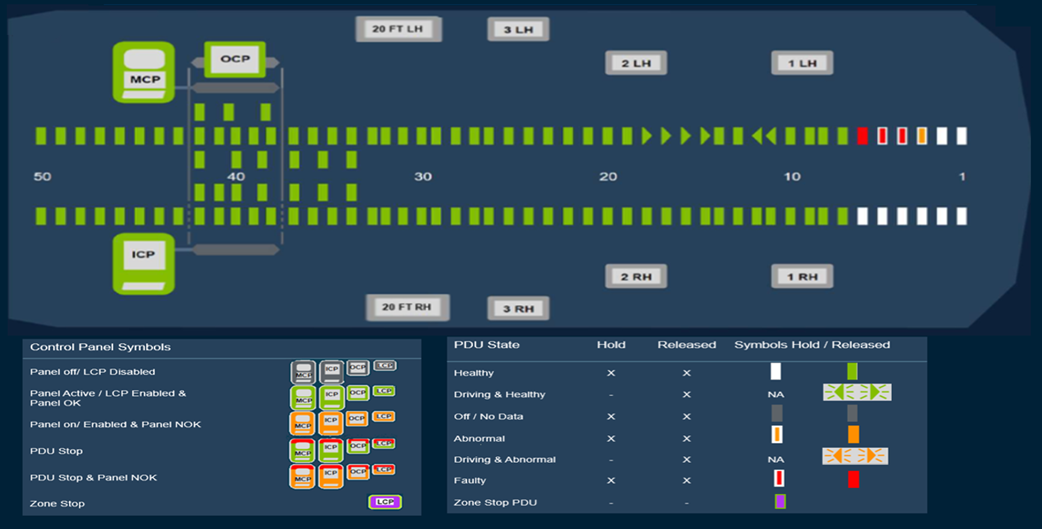 20 FT LH
3 LH
2 LH
1 LH
OCP
MCP
50
40
30
20
10
1
ICP
2 RH
1 RH
20 FT RH
3 RH
Control Panel Symbols
Panel off/ LCP Disabled
MCP ICP OCP LCP
Panel Active / LCP Enabled &
Panel OK
MCP ICP OCP LCP
Panel on/ Enabled & Panel NOK
MCP ICP OCP LCP
PDU Stop
MCP ICP OCP LCP
PDU Stop & Panel NOK
MCP ICP OCP LCP
Zone Stop
LCP
PDU State Hold Released Symbols Hold / Released
Healthy X X
Driving & Healthy - X NA
Off / No Data X X
Abnormal X X
Driving & Abnormal - X NA
Faulty X X
Zone Stop PDU - -